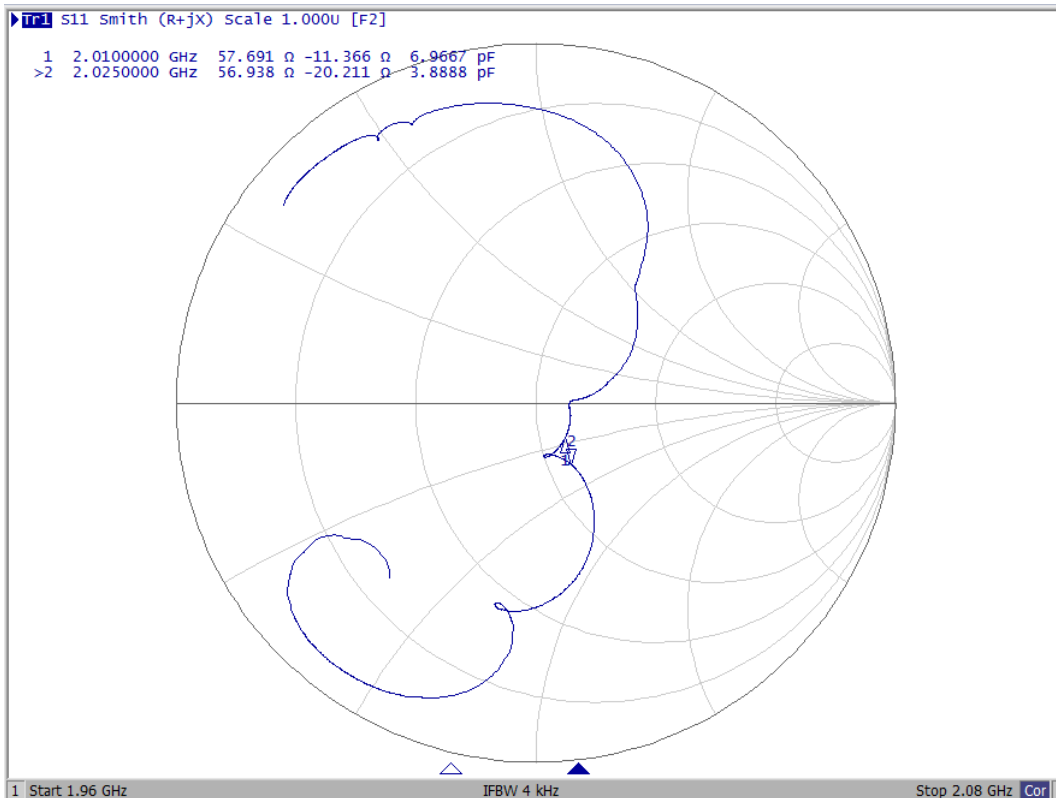 Tr1 S11 Smith (R+jX) Scale 1.000U [F2]
1 2.0100000 GHz 57.691 Ω -11.366 Ω 6.9667 pF
>2 2.0250000 GHz 56.938 Ω -20.211 Ω 3.8888 pF
2
1
1 Start 1.96 GHz IFBW 4 kHz Stop 2.08 GHz Cor